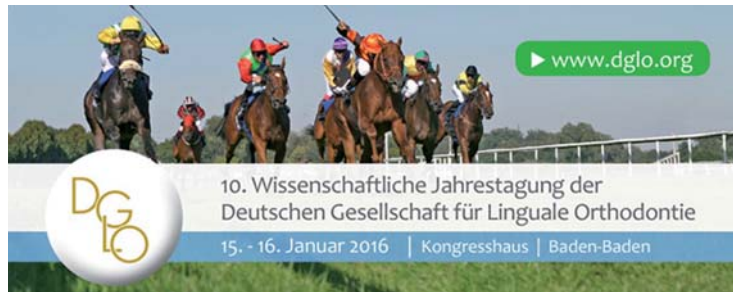 ▶ www.dglo.org
DGLO
10. Wissenschaftliche Jahrestagung der
Deutschen Gesellschaft für Linguale Orthodontie
15. - 16. Januar 2016 | Kongresshaus | Baden-Baden